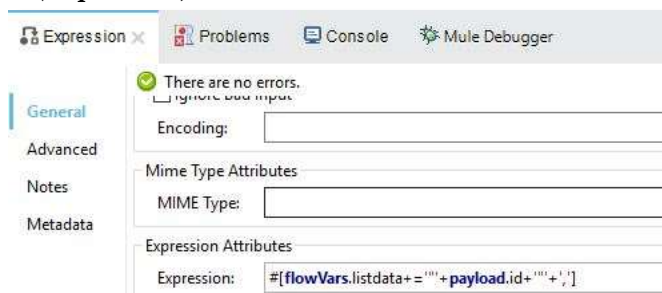 Expression Problems Console Mule Debugger
There are no errors.
General
Encoding:
Advanced
Mime Type Attributes
Notes
MIME Type:
Metadata
Expression Attributes
Expression: #[flowVars.listdata+='"'+payload.id+'"'+',']